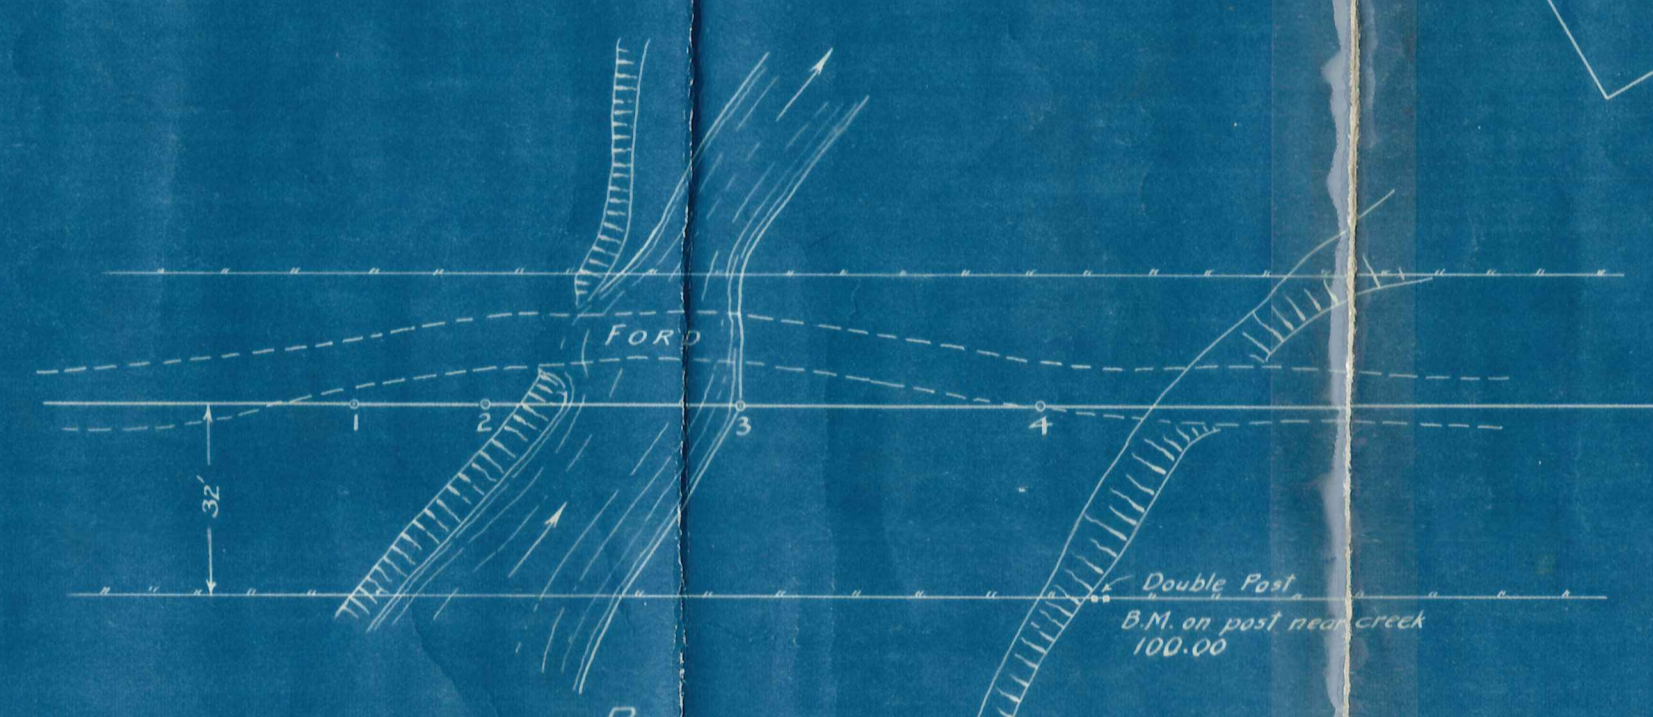 FORD
1 2 3 4
32'
Double Post
B.M. on post near creek
100.00